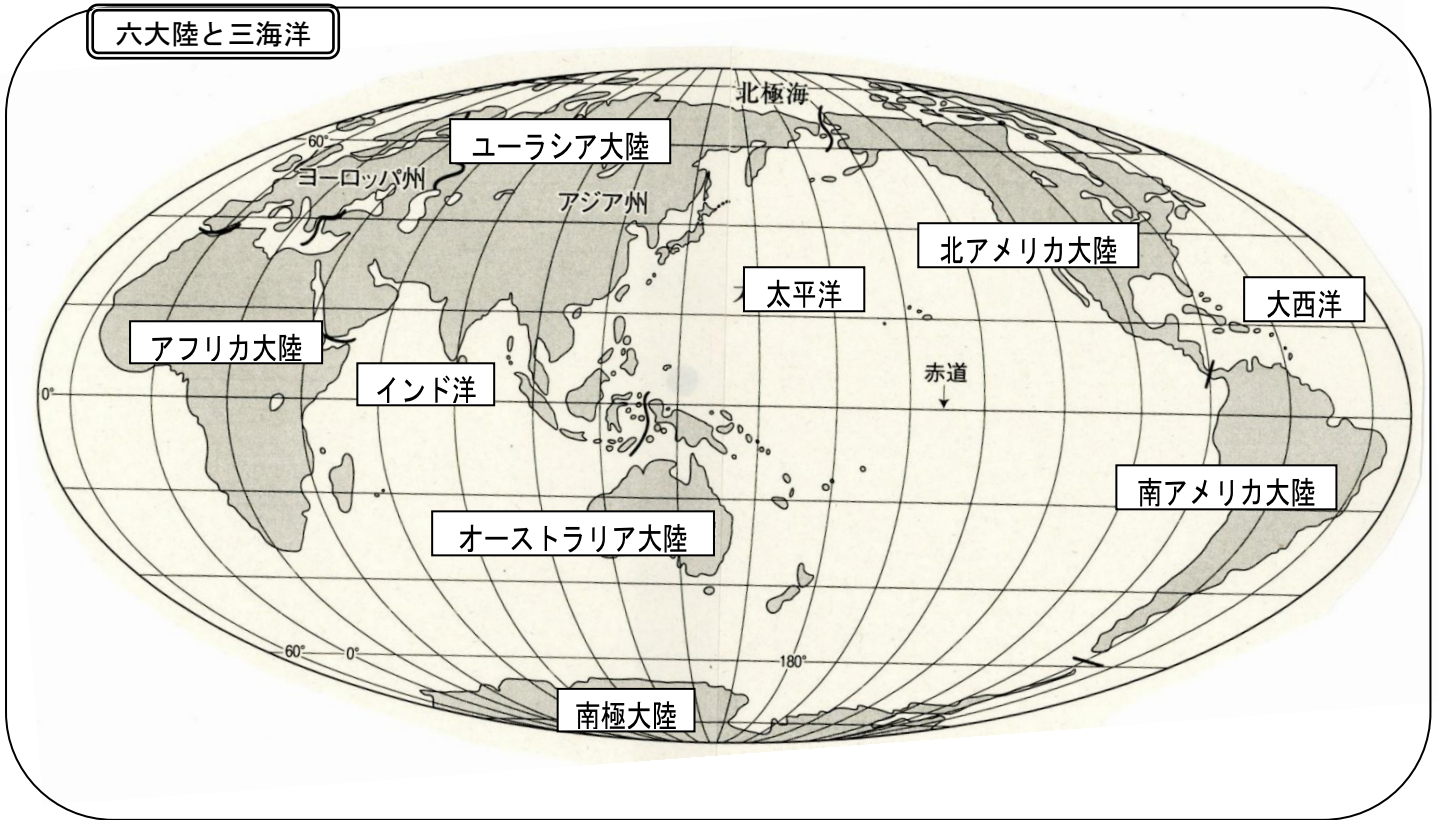 六大陸と三海洋
北極海
60°
ユーラシア大陸
ヨーロッパ州
アジア州
北アメリカ大陸
太平洋
大西洋
アフリカ大陸
インド洋
赤道
0°
南アメリカ大陸
オーストラリア大陸
60°
0°
180°
南極大陸